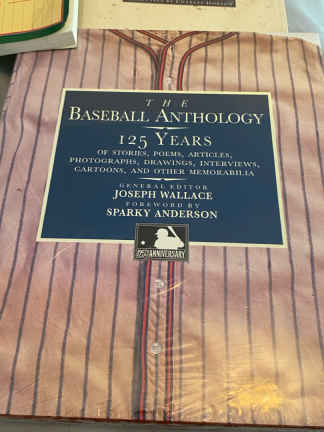 THE
BASEBALL ANTHOLOGY
125 YEARS
OF STORIES, POEMS, ARTICLES,
PHOTOGRAPHS, DRAWINGS, INTERVIEWS,
CARTOONS, AND OTHER MEMORABILIA
GENERAL EDITOR
JOSEPH WALLACE
FOREWORD BY
SPARKY ANDERSON
125TH ANNIVERSARY